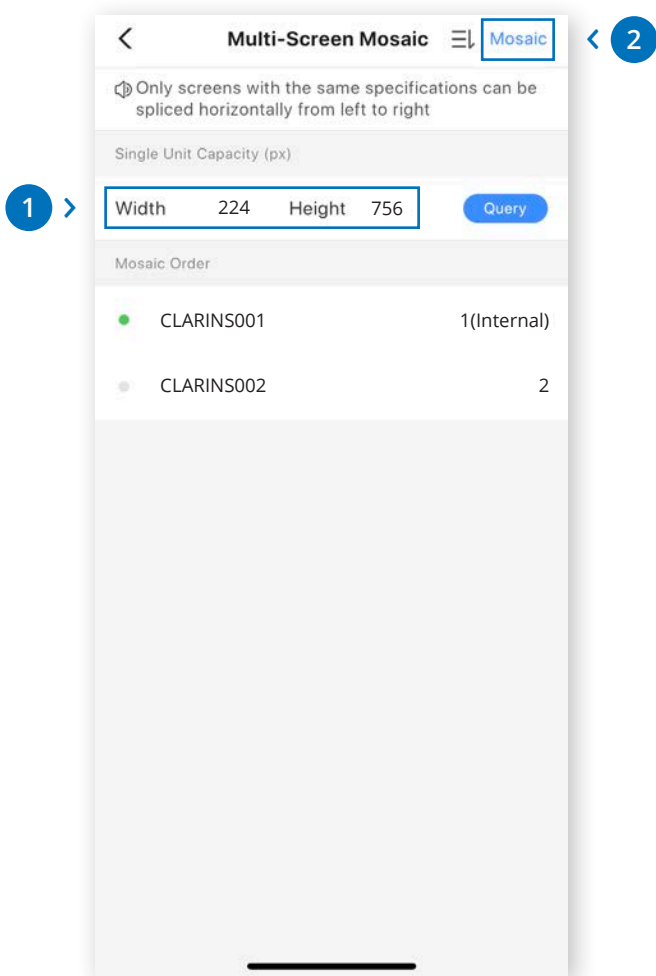 Multi-Screen Mosaic Mosaic
2
Only screens with the same specifications can be
spliced horizontally from left to right
Single Unit Capacity (px)
1
Width 224 Height 756 Query
Mosaic Order
CLARINS001 1(Internal)
CLARINS002 2